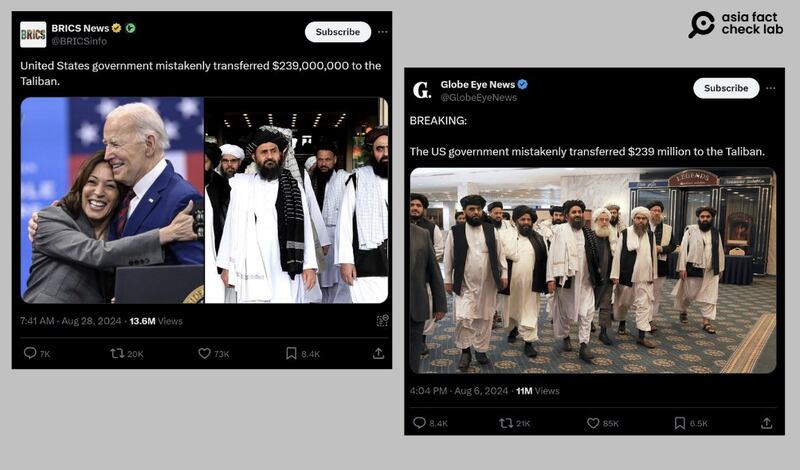 asia fact
check lab
BRICS
BRICS News
@BRICSinfo
Subscribe
United States government mistakenly transferred $239,000,000 to the
Taliban.
7:41 AM · Aug 28, 2024 · 13.6M Views
7K 20K 73K 8.4K
G.
Globe Eye News
@GlobeEyeNews
Subscribe
BREAKING:
The US government mistakenly transferred $239 million to the Taliban.
LEGENDS
4:04 PM · Aug 6, 2024 · 11M Views
8.4K 21K 85K 6.5K